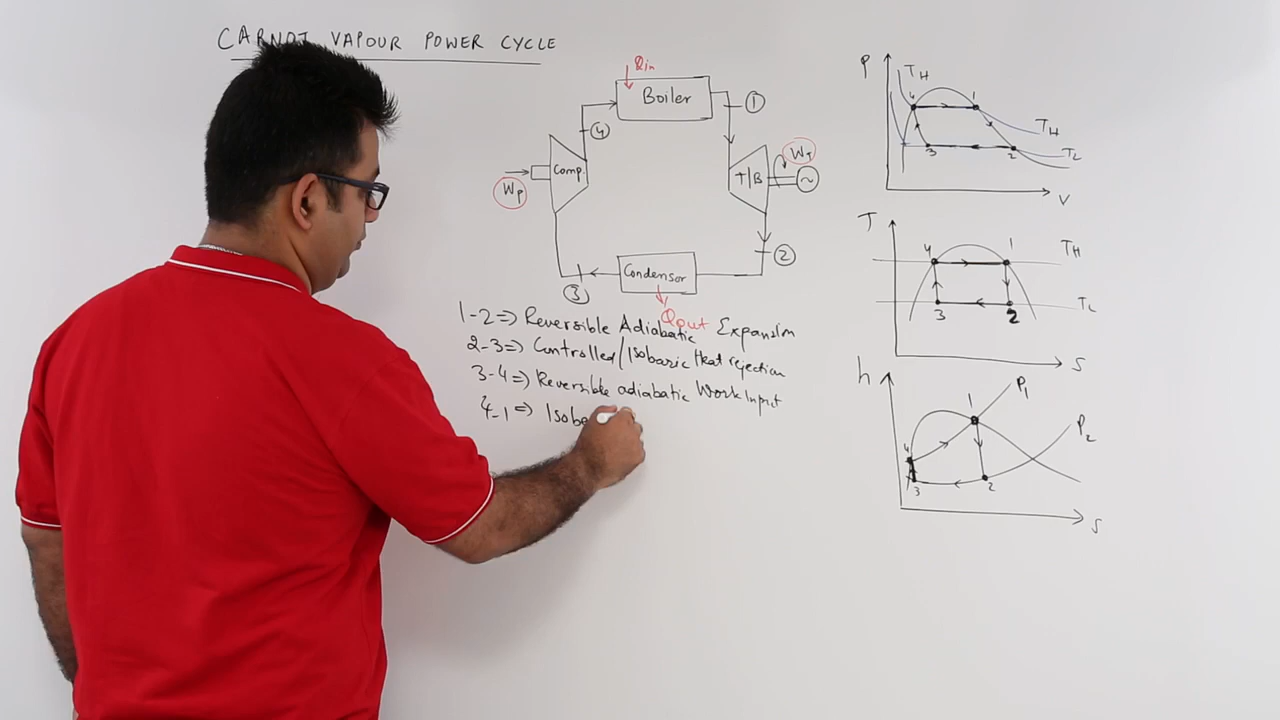 CARNOT VAPOUR POWER CYCLE
Qin
Boiler
1
4
Comp.
Wp
T/B
WT
~
2
Condensor
3
Qout
1-2 => Reversible Adiabatic Expansion
2-3 => Controlled/Isobaric Heat rejection
3-4 => Reversible adiabatic Work Input
4-1 => Isoba
P
TH
4
1
TH
3
2
TL
V
T
4
1
TH
3
2
TL
S
h
P1
1
P2
4
3
2
S